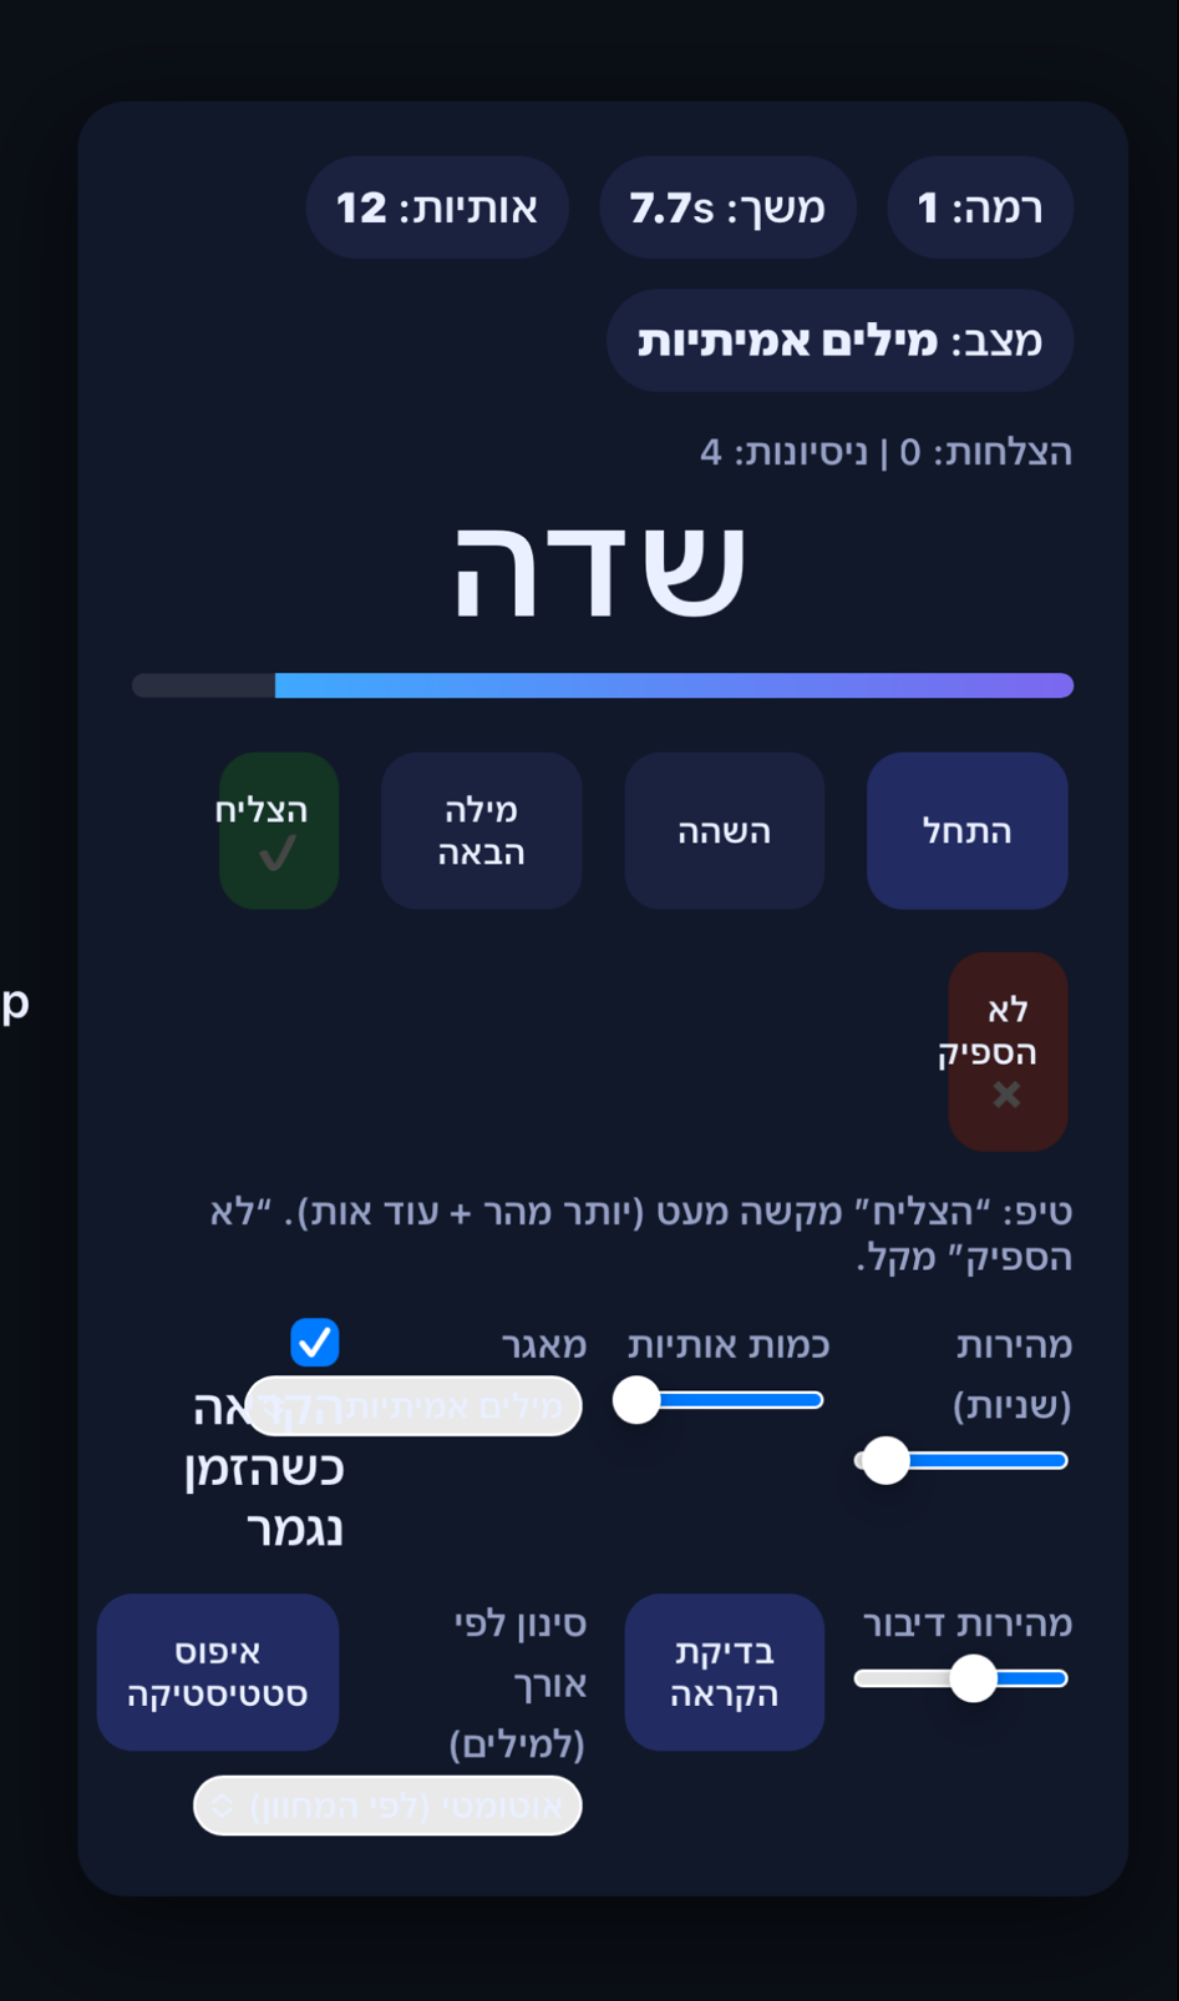 רמה: 1
משך: 7.7s
אותיות: 12
מצב: מילים אמיתיות
הצלחות: 0 | ניסיונות: 4
שדה
התחל
השהה
מילה
הבאה
הצליח
✔
p
לא
הספיק
✖
טיפ: “הצליח” מקשה מעט (יותר מהר + עוד אות). “לא
הספיק” מקל.
מהירות
(שניות)
כמות אותיות
מאגר
מילים אמיתיות
הקראה
כשהזמן
נגמר
מהירות דיבור
בדיקת
הקראה
סינון לפי
אורך
(למילים)
אוטומטי (לפי המחוון)
איפוס
סטטיסטיקה